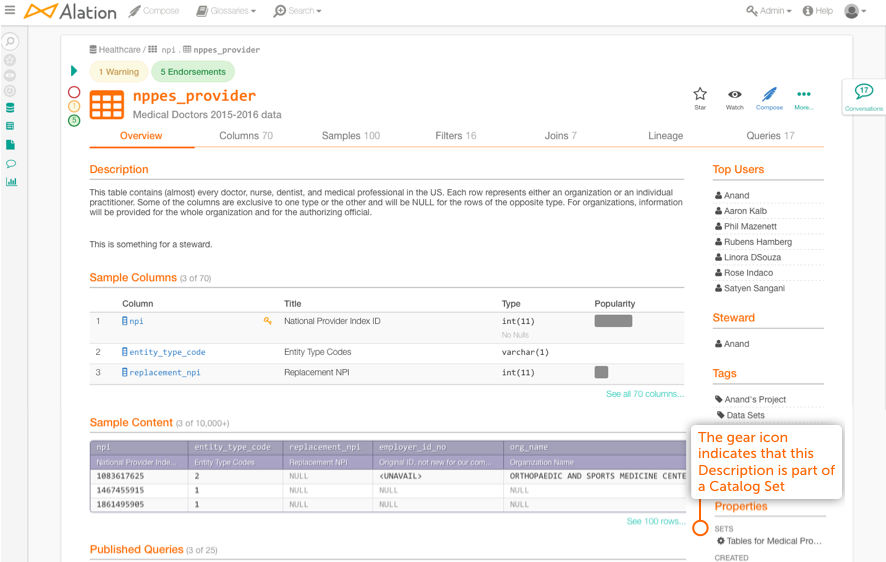 Alation Compose Glossaries Search Admin Help
Healthcare / npi . nppes_provider
1 Warning 5 Endorsements
nppes_provider
Medical Doctors 2015-2016 data
Star Watch Compose More...
17
Conversations
1
5
Overview Columns 70 Samples 100 Filters 16 Joins 7 Lineage Queries 17
Description
This table contains (almost) every doctor, nurse, dentist, and medical professional in the US. Each row represents either an organization or an individual
practitioner. Some of the columns are exclusive to one type or the other and will be NULL for the rows of the opposite type. For organizations, information
will be provided for the whole organization and for the authorizing official.
This is something for a steward.
Sample Columns (3 of 70)
Column Title Type Popularity
1 npi National Provider Index ID int(11)
No Nulls
2 entity_type_code Entity Type Codes varchar(1)
3 replacement_npi Replacement NPI int(11)
See all 70 columns...
Sample Content (3 of 10,000+)
npi entity_type_code replacement_npi employer_id_no org_name
National Provider Inde... Entity Type Codes Replacement NPI Original ID, not new for our com... Organization Name
1083617625 2 NULL <UNAVAIL> ORTHOPAEDIC AND SPORTS MEDICINE CENTE
1467455915 1 NULL NULL NULL
1861495905 1 NULL NULL NULL
See 100 rows...
Published Queries (3 of 25)
Top Users
Anand
Aaron Kalb
Phil Mazenett
Rubens Hamberg
Linora DSouza
Rose Indaco
Satyen Sangani
Steward
Anand
Tags
Anand's Project
Data Sets
The gear icon
indicates that this
Description is part of
a Catalog Set
Properties
SETS
Tables for Medical Pro...
CREATED